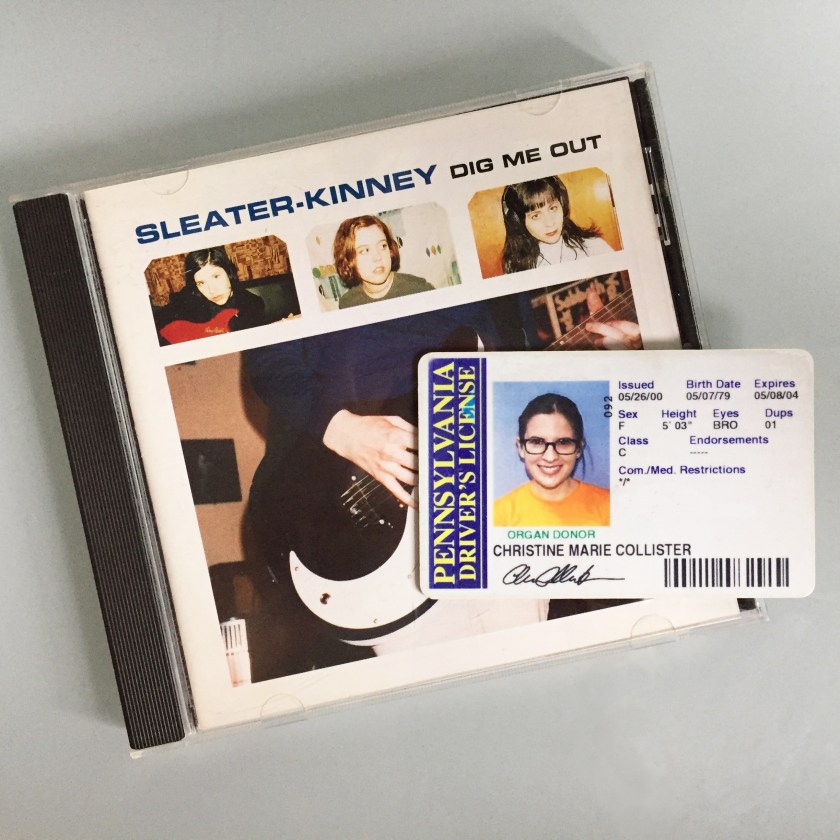 SLEATER-KINNEY DIG ME OUT
PENNSYLVANIA
DRIVER'S LICENSE
092
Issued Birth Date Expires
05/26/00 05/07/79 05/08/04
Sex Height Eyes Dups
F 5' 03" BRO 01
Class Endorsements
C -----
Com./Med. Restrictions
*/*
ORGAN DONOR
CHRISTINE MARIE COLLISTER